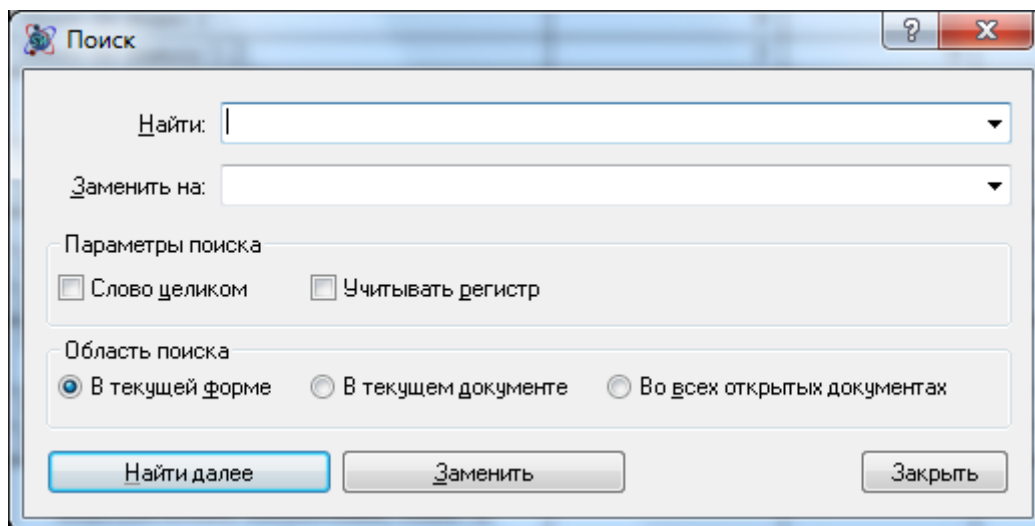 Поиск
?
X
Найти:
Заменить на:
Параметры поиска
Слово целиком Учитывать регистр
Область поиска
В текущей форме В текущем документе Во всех открытых документах
Найти далее Заменить Закрыть